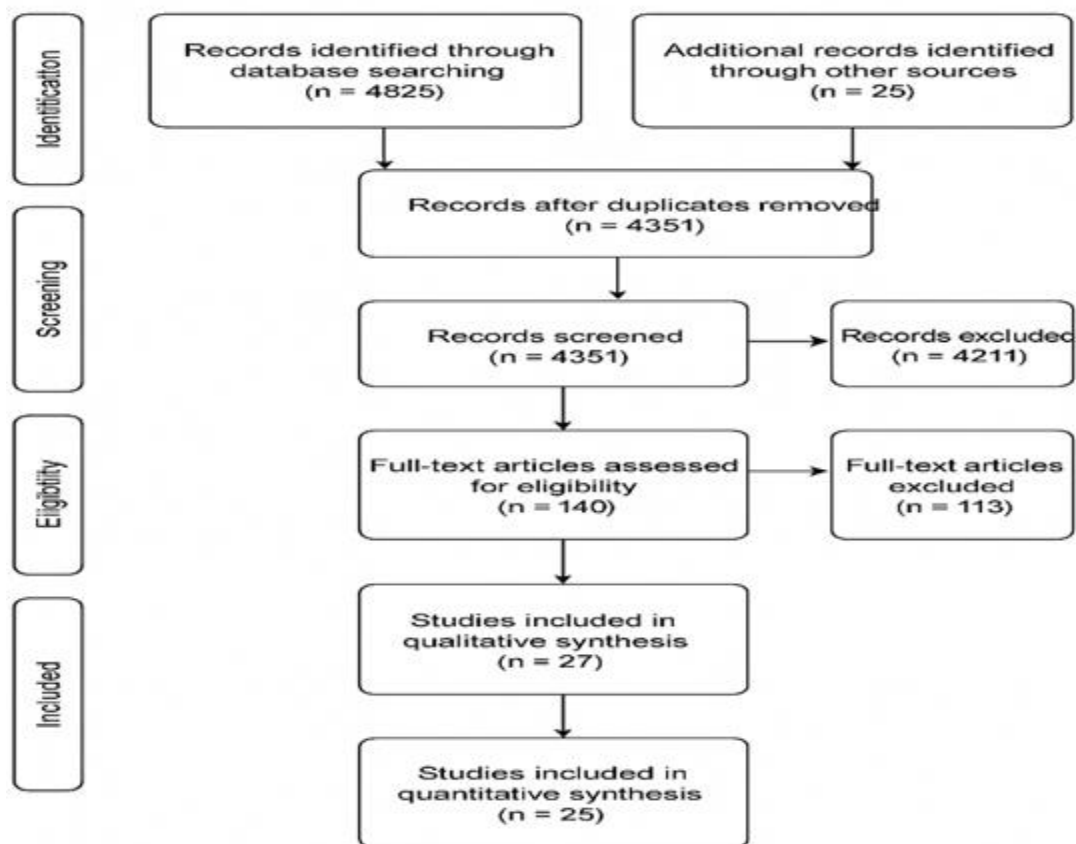 Identification
Records identified through
database searching
(n = 4825)
Additional records identified
through other sources
(n = 25)
Records after duplicates removed
(n = 4351)
Screening
Records screened
(n = 4351)
Records excluded
(n = 4211)
Eligibility
Full-text articles assessed
for eligibility
(n = 140)
Full-text articles
excluded
(n = 113)
Included
Studies included in
qualitative synthesis
(n = 27)
Studies included in
quantitative synthesis
(n = 25)